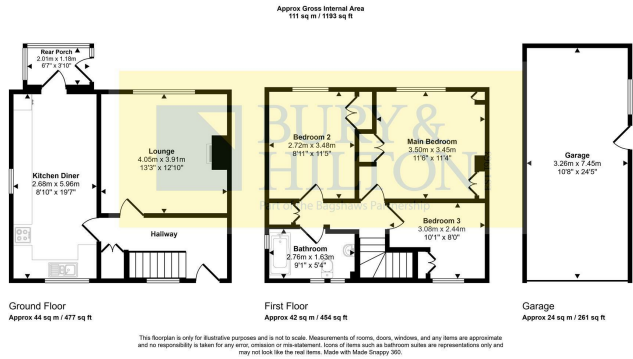 Approx Gross Internal Area
111 sq m / 1193 sq ft
Rear Porch
2.01m x 1.18m
6'7" x 3'10"
Lounge
4.05m x 3.91m
13'3" x 12'10"
Kitchen Diner
2.68m x 5.96m
8'10" x 19'7"
Hallway
Bedroom 2
2.72m x 3.48m
8'11" x 11'5"
Main Bedroom
3.50m x 3.45m
11'6" x 11'4"
Bedroom 3
3.08m x 2.44m
10'1" x 8'0"
Bathroom
2.76m x 1.63m
9'1" x 5'4"
Garage
3.26m x 7.45m
10'8" x 24'5"
BURY &
HILTON
Part of the Bagshaws Partnership
Ground Floor
Approx 44 sq m / 477 sq ft
First Floor
Approx 42 sq m / 454 sq ft
Garage
Approx 24 sq m / 261 sq ft
This floorplan is only for illustrative purposes and is not to scale. Measurements of rooms, doors, windows, and any items are approximate
and no responsibility is taken for any error, omission or mis-statement. Icons of items such as bathroom suites are representations only and
may not look like the real items. Made with Made Snappy 360.